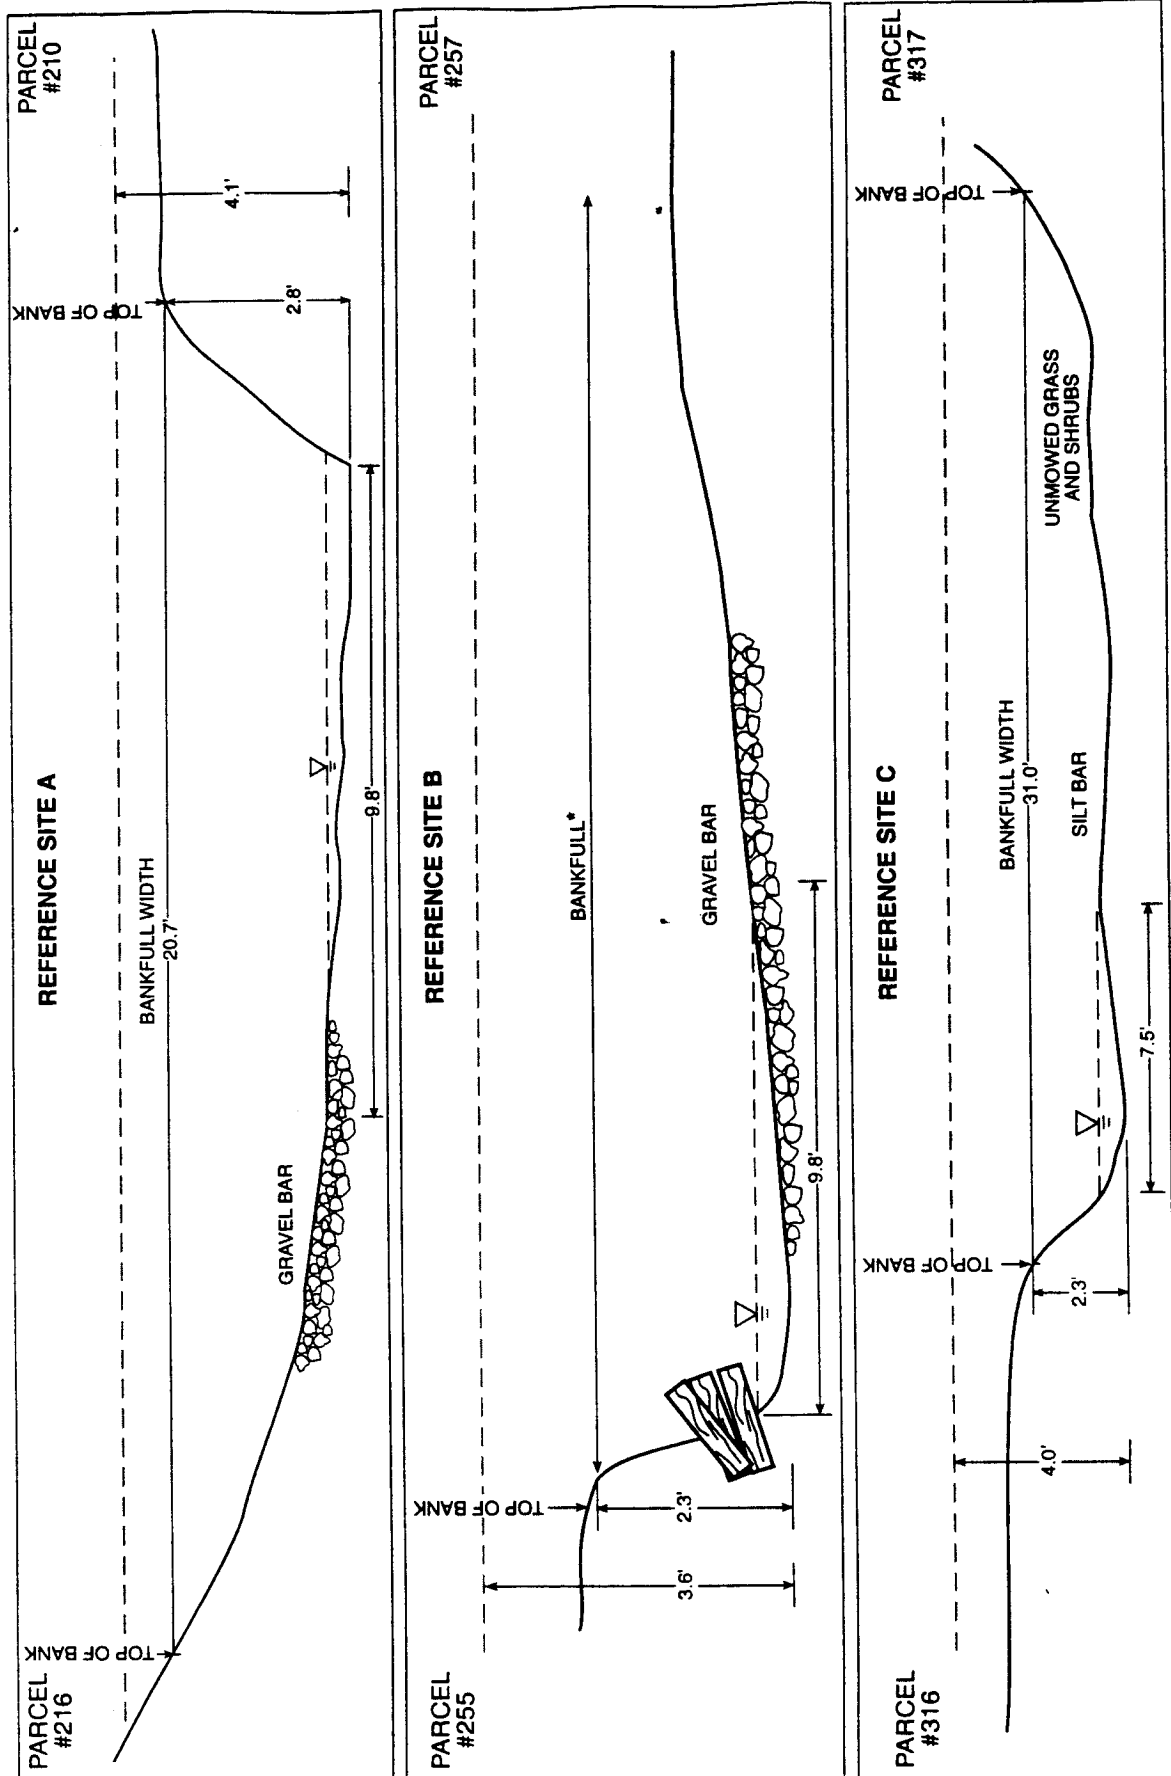 REFERENCE SITE A
PARCEL
#216
PARCEL
#210
TOP OF BANK
TOP OF BANK
BANKFULL WIDTH
20.7'
4.1'
2.8'
GRAVEL BAR
9.8'
REFERENCE SITE B
PARCEL
#255
PARCEL
#257
BANKFULL*
TOP OF BANK
GRAVEL BAR
3.6'
2.3'
9.8'
REFERENCE SITE C
PARCEL
#316
PARCEL
#317
TOP OF BANK
TOP OF BANK
BANKFULL WIDTH
31.0'
UNMOWED GRASS
AND SHRUBS
SILT BAR
4.0'
2.3'
7.5'